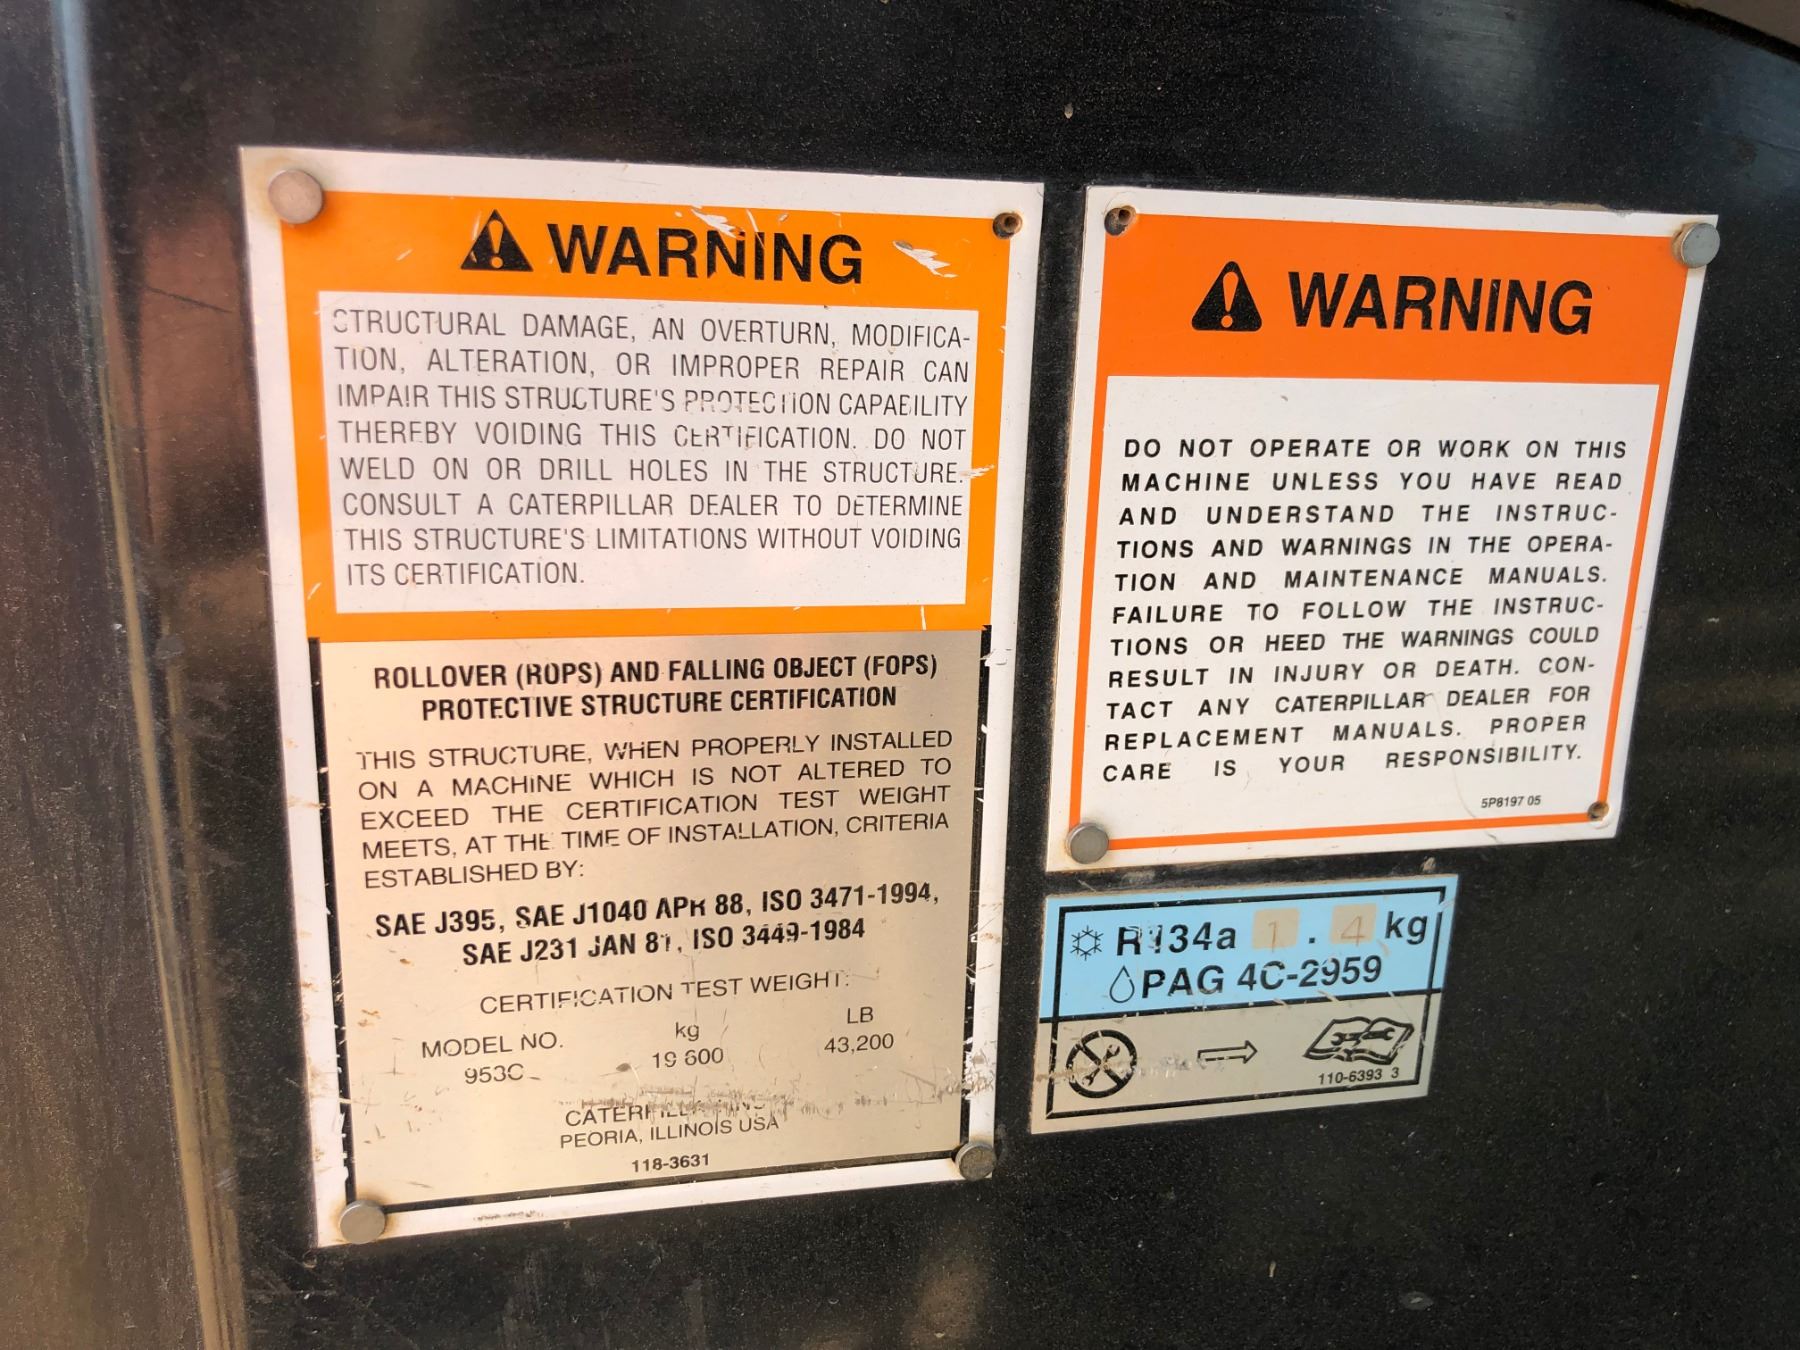 WARNING
STRUCTURAL DAMAGE, AN OVERTURN, MODIFICA-
TION, ALTERATION, OR IMPROPER REPAIR CAN
IMPAIR THIS STRUCTURE'S PROTECTION CAPABILITY
THEREBY VOIDING THIS CERTIFICATION. DO NOT
WELD ON OR DRILL HOLES IN THE STRUCTURE.
CONSULT A CATERPILLAR DEALER TO DETERMINE
THIS STRUCTURE'S LIMITATIONS WITHOUT VOIDING
ITS CERTIFICATION.
ROLLOVER (ROPS) AND FALLING OBJECT (FOPS)
PROTECTIVE STRUCTURE CERTIFICATION
THIS STRUCTURE, WHEN PROPERLY INSTALLED
ON A MACHINE WHICH IS NOT ALTERED TO
EXCEED THE CERTIFICATION TEST WEIGHT
MEETS, AT THE TIME OF INSTALLATION, CRITERIA
ESTABLISHED BY:
SAE J395, SAE J1040 APR 88, ISO 3471-1994,
SAE J231 JAN 81, ISO 3449-1984
CERTIFICATION TEST WEIGHT:
MODEL NO. kg LB
953C 19 600 43,200
CATERPILLAR INC
PEORIA, ILLINOIS USA
118-3631
WARNING
DO NOT OPERATE OR WORK ON THIS
MACHINE UNLESS YOU HAVE READ
AND UNDERSTAND THE INSTRUC-
TIONS AND WARNINGS IN THE OPERA-
TION AND MAINTENANCE MANUALS.
FAILURE TO FOLLOW THE INSTRUC-
TIONS OR HEED THE WARNINGS COULD
RESULT IN INJURY OR DEATH. CON-
TACT ANY CATERPILLAR DEALER FOR
REPLACEMENT MANUALS. PROPER
CARE IS YOUR RESPONSIBILITY.
5P8197 05
R134a 1.4 kg
PAG 4C-2959
110-6393 3